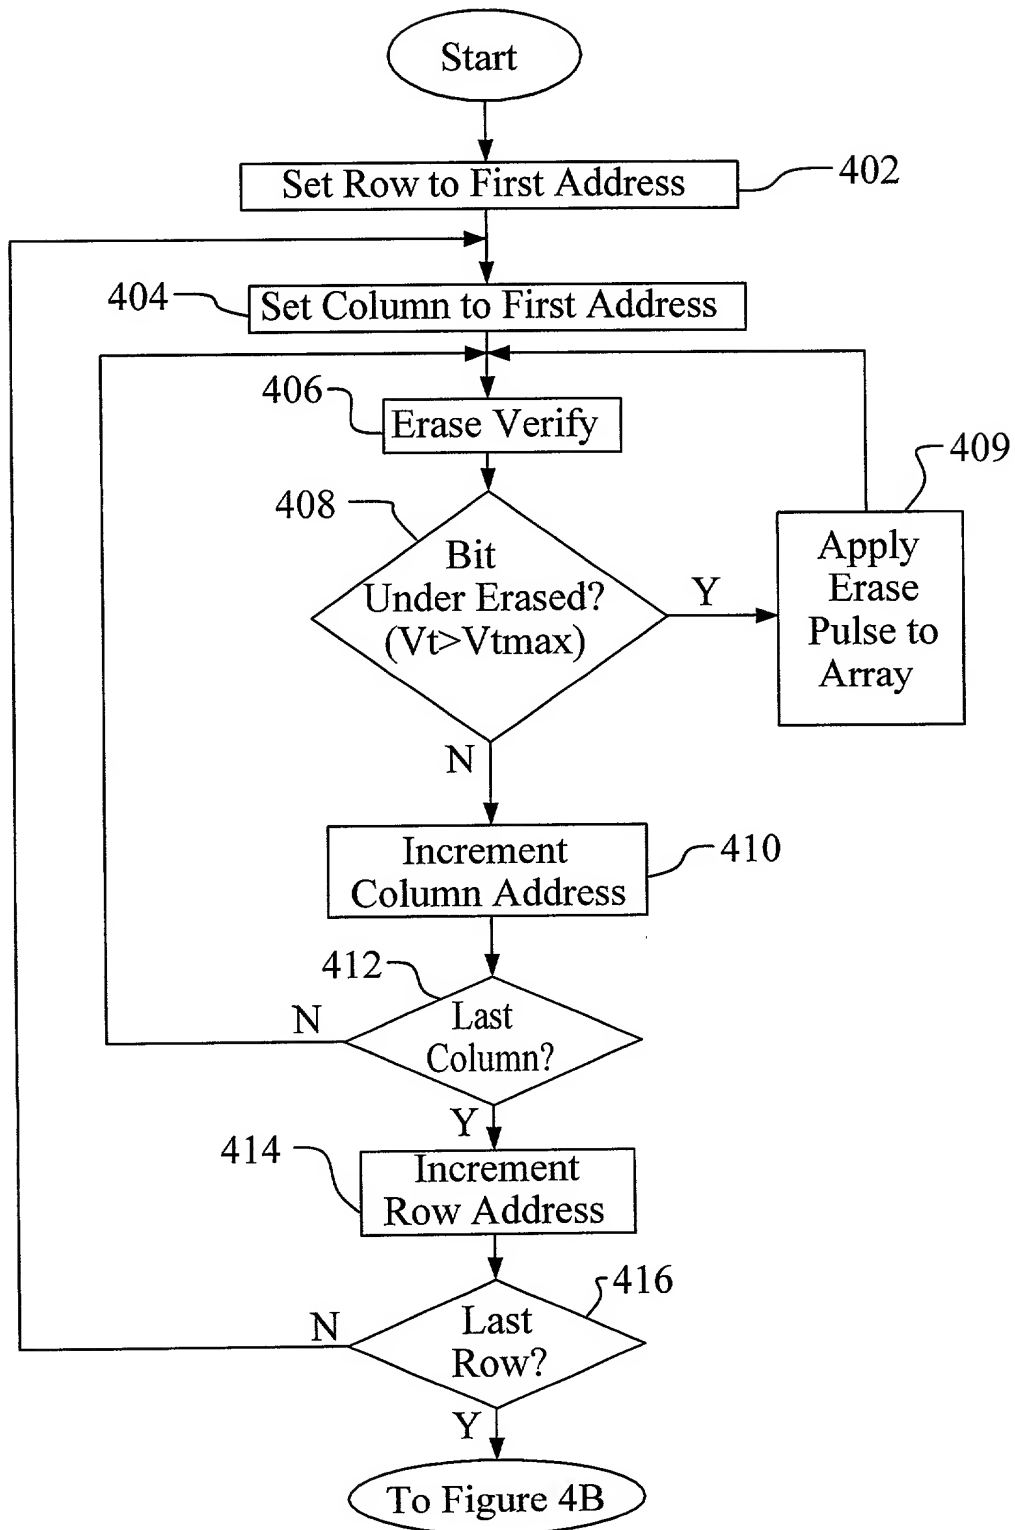 Start
Set Row to First Address
402
404
Set Column to First Address
406
Erase Verify
409
408
Bit
Under Erased?
(Vt>Vtmax)
Y
Apply
Erase
Pulse to
Array
N
Increment
Column Address
410
412
Last
Column?
N
Y
414
Increment
Row Address
416
Last
Row?
N
Y
To Figure 4B